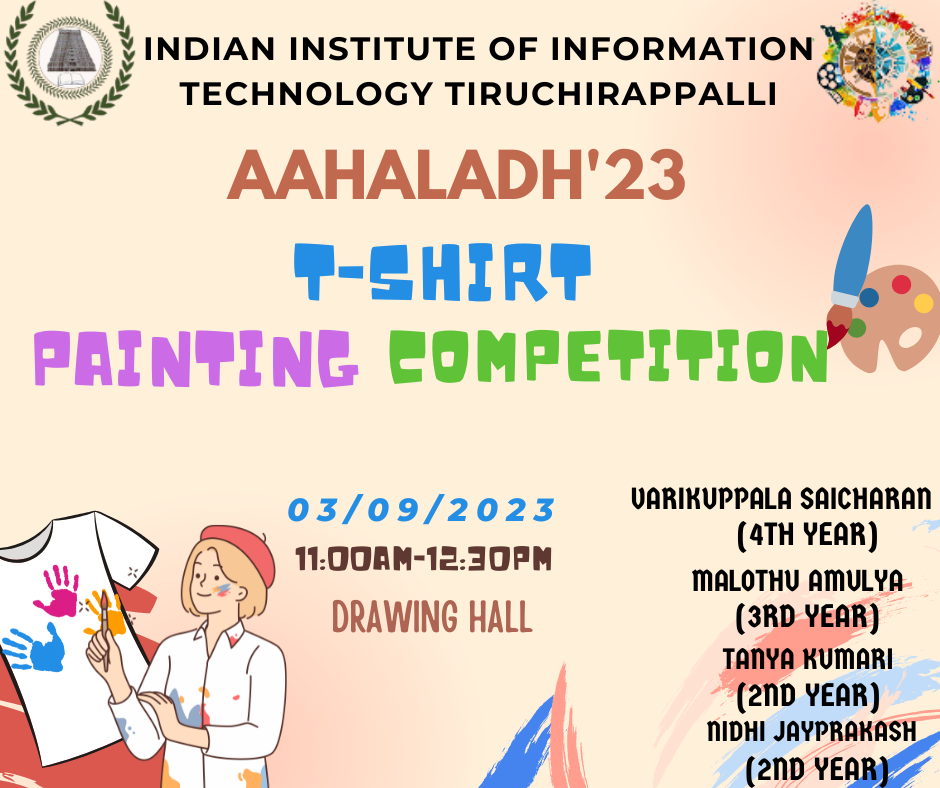 INDIAN INSTITUTE OF INFORMATION
TECHNOLOGY TIRUCHIRAPPALLI
AAHALADH'23
T-SHIRT
PAINTING COMPETITION
03/09/2023
11:00AM-12:30PM
DRAWING HALL
VARIKUPPALA SAICHARAN
(4TH YEAR)
MALOTHU AMULYA
(3RD YEAR)
TANYA KUMARI
(2ND YEAR)
NIDHI JAYPRAKASH
(2ND YEAR)